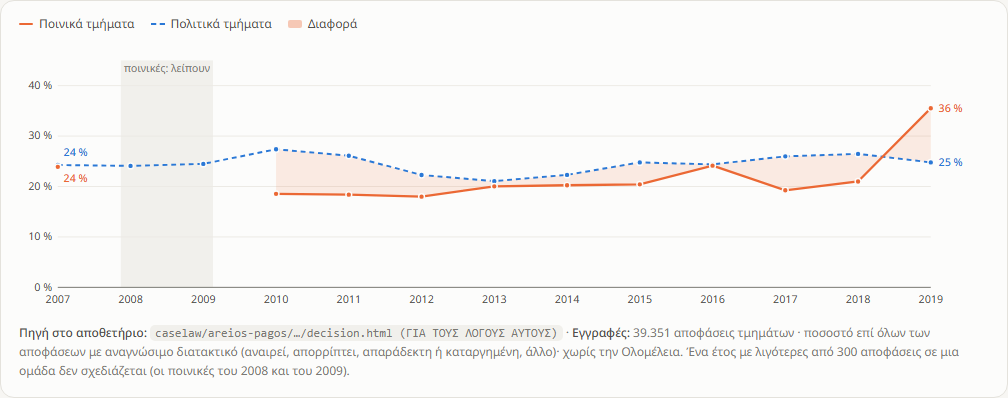 Ποινικά τμήματα Πολιτικά τμήματα Διαφορά
ποινικές: λείπουν
40 %
30 %
20 %
10 %
0 %
24 %
24 %
36 %
25 %
2007 2008 2009 2010 2011 2012 2013 2014 2015 2016 2017 2018 2019
Πηγή στο αποθετήριο: caselaw/areios-pagos/…/decision.html (ΓΙΑ ΤΟΥΣ ΛΟΓΟΥΣ ΑΥΤΟΥΣ) · Εγγραφές: 39.351 αποφάσεις τμημάτων · ποσοστό επί όλων των
αποφάσεων με αναγνώσιμο διατακτικό (αναιρεί, απορρίπτει, απαράδεκτη ή καταργημένη, άλλο)· χωρίς την Ολομέλεια. Ένα έτος με λιγότερες από 300 αποφάσεις σε μια
ομάδα δεν σχεδιάζεται (οι ποινικές του 2008 και του 2009).